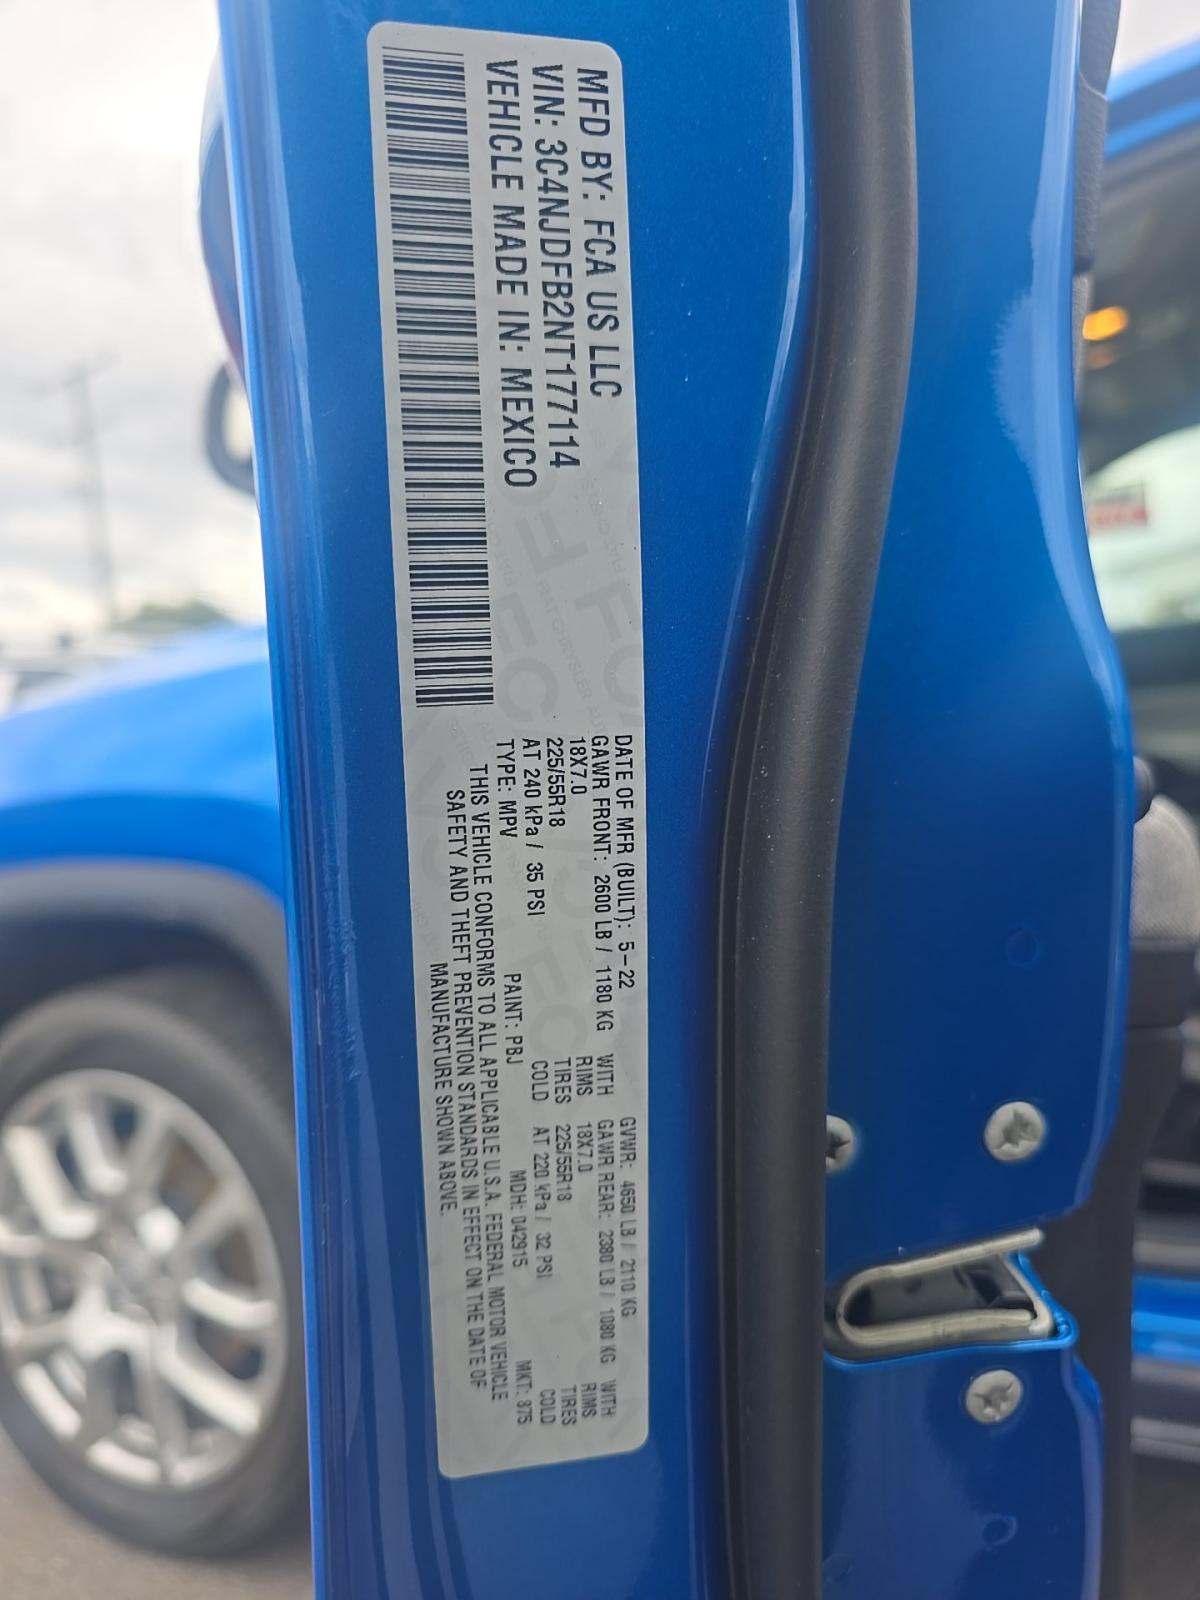 MFD BY: FCA US LLC
VIN: 3C4NJDFB2NT177114
VEHICLE MADE IN: MEXICO
DATE OF MFR (BUILT): 5-22 GVWR: 4650 LB / 2110 KG
GAWR FRONT: 2600 LB / 1180 KG WITH GAWR REAR: 2380 LB / 1080 KG WITH
18X7.0 RIMS 18X7.0 RIMS
225/55R18 TIRES 225/55R18 TIRES
AT 240 kPa / 35 PSI COLD AT 220 kPa / 32 PSI COLD
TYPE: MPV PAINT: PBJ MDH: 042915 MKT: 875
THIS VEHICLE CONFORMS TO ALL APPLICABLE U.S.A. FEDERAL MOTOR VEHICLE
SAFETY AND THEFT PREVENTION STANDARDS IN EFFECT ON THE DATE OF
MANUFACTURE SHOWN ABOVE.